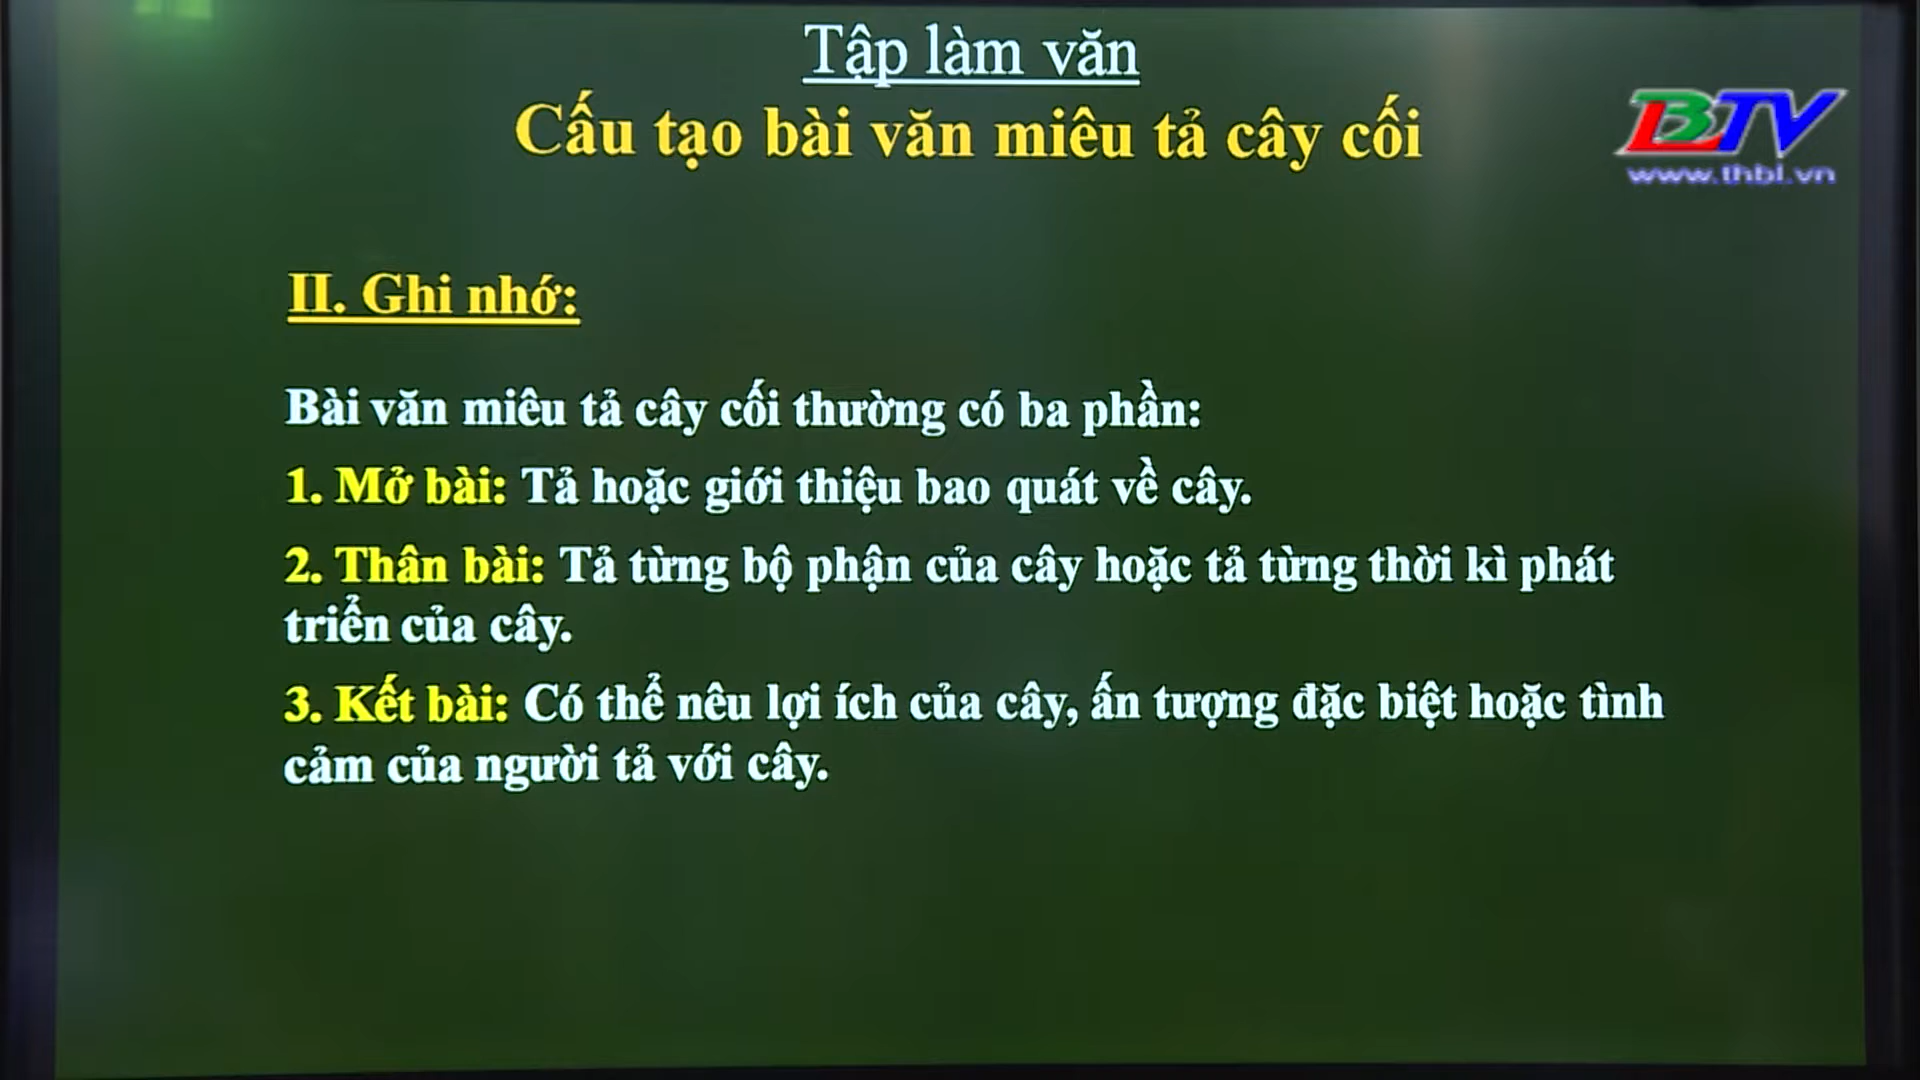 Tập làm văn
Cấu tạo bài văn miêu tả cây cối
BTV
www.thbl.vn
II. Ghi nhớ:
Bài văn miêu tả cây cối thường có ba phần:
1. Mở bài: Tả hoặc giới thiệu bao quát về cây.
2. Thân bài: Tả từng bộ phận của cây hoặc tả từng thời kì phát
triển của cây.
3. Kết bài: Có thể nêu lợi ích của cây, ấn tượng đặc biệt hoặc tình
cảm của người tả với cây.